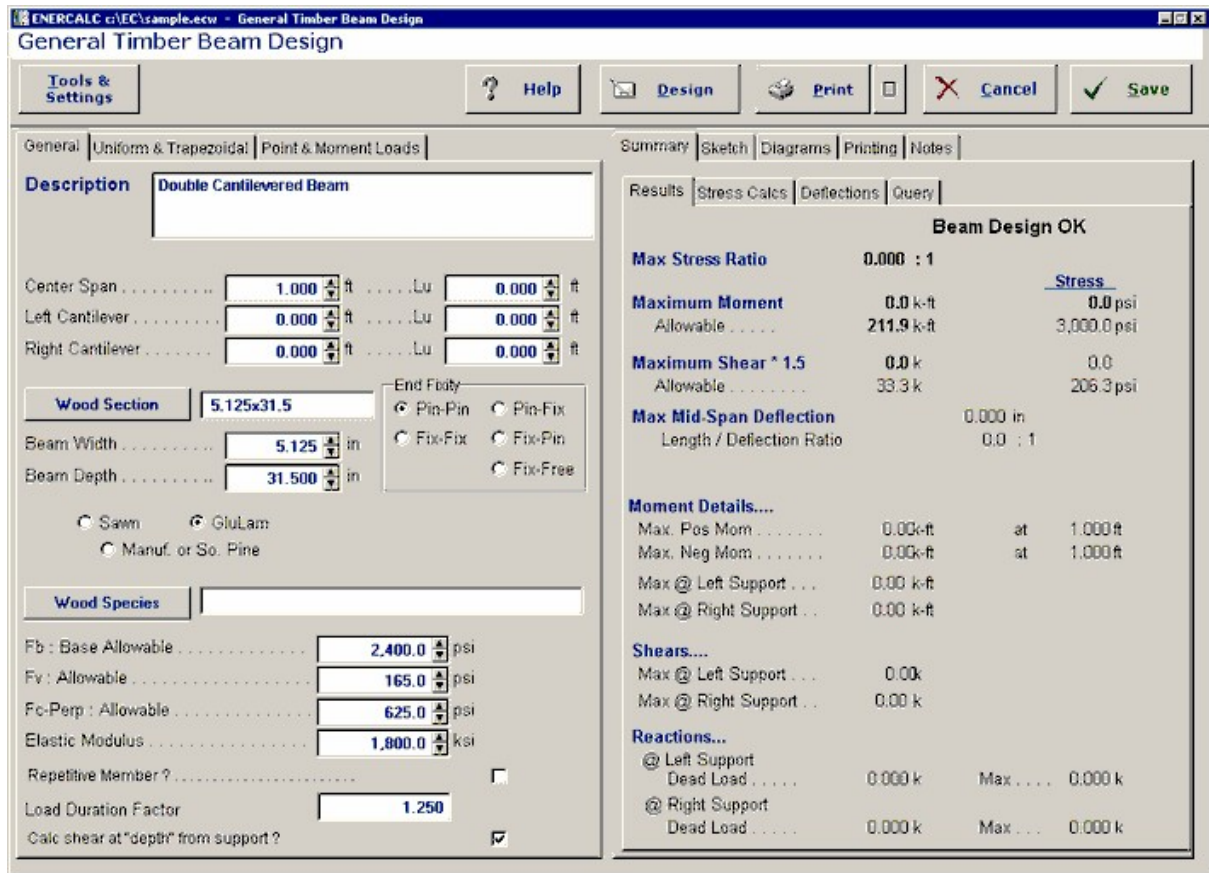 ENERCALC c:\EC\sample.ecw - General Timber Beam Design
General Timber Beam Design
Tools & Settings
? Help
Design
Print
Cancel
Save
General Uniform & Trapezoidal Point & Moment Loads
Description Double Cantilevered Beam
Center Span . . . . . . . . . . 1.000 ft . . . . . Lu 0.000 ft
Left Cantilever . . . . . . . . . 0.000 ft . . . . . Lu 0.000 ft
Right Cantilever . . . . . . . 0.000 ft . . . . . Lu 0.000 ft
Wood Section 5.125x31.5
Beam Width . . . . . . . . . . 5.125 in
Beam Depth . . . . . . . . . . 31.500 in
End Fixity
Pin-Pin Pin-Fix
Fix-Fix Fix-Pin
Fix-Free
Sawn GluLam
Manuf. or So. Pine
Wood Species
Fb : Base Allowable . . . . . . . . . . . . . 2,400.0 psi
Fv : Allowable . . . . . . . . . . . . . . . . . . 165.0 psi
Fc-Perp : Allowable . . . . . . . . . . . . . 625.0 psi
Elastic Modulus . . . . . . . . . . . . . . . . 1,800.0 ksi
Repetitive Member ? . . . . . . . . . . . . . . . . . . . . . . .
Load Duration Factor 1.250
Calc shear at "depth" from support ?
Summary Sketch Diagrams Printing Notes
Results Stress Calcs Deflections Query
Beam Design OK
Max Stress Ratio 0.000 : 1
Stress
Maximum Moment 0.0 k-ft 0.0 psi
Allowable . . . . . 211.9 k-ft 3,000.0 psi
Maximum Shear * 1.5 0.0 k 0.0
Allowable . . . . . . . . 33.3 k 206.3 psi
Max Mid-Span Deflection 0.000 in
Length / Deflection Ratio 0.0 : 1
Moment Details....
Max. Pos Mom . . . . . . . 0.00k-ft at 1.000 ft
Max. Neg Mom . . . . . . . 0.00k-ft at 1.000 ft
Max @ Left Support . . . 0.00 k-ft
Max @ Right Support . . 0.00 k-ft
Shears....
Max @ Left Support . . . 0.00k
Max @ Right Support . . 0.00 k
Reactions...
@ Left Support
Dead Load . . . . . 0.000 k Max . . . . 0.000 k
@ Right Support
Dead Load . . . . . 0.000 k Max . . . 0.000 k